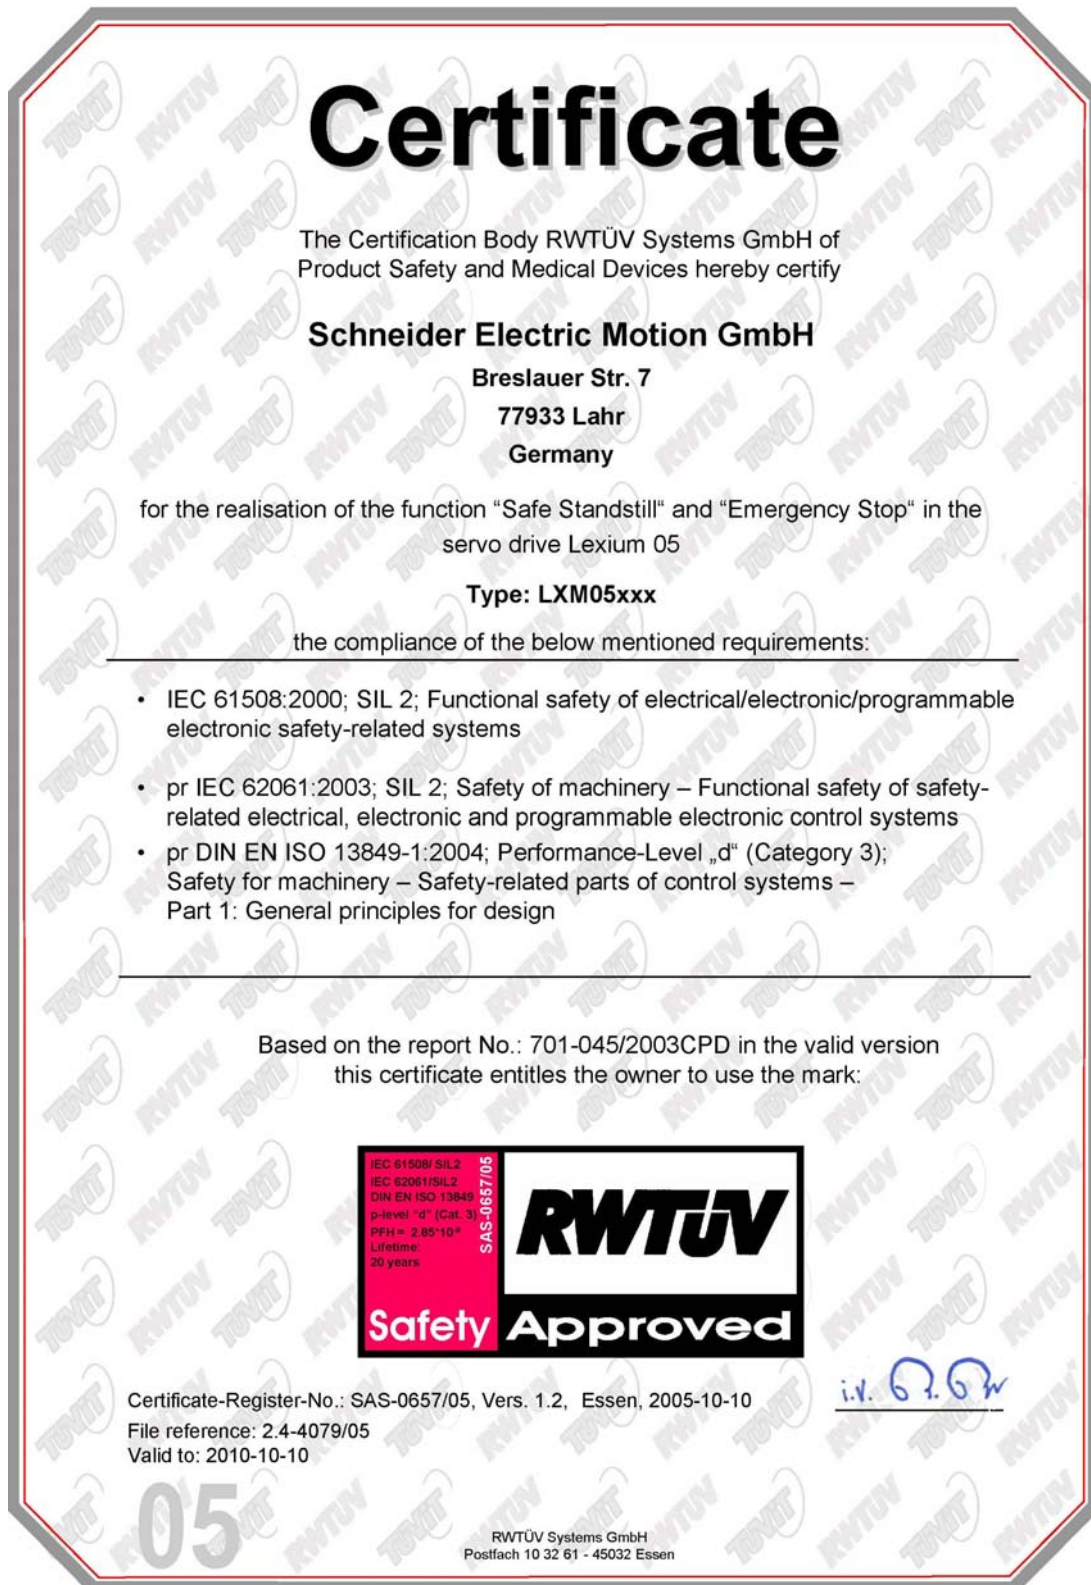 Certificate
The Certification Body RWTÜV Systems GmbH of
Product Safety and Medical Devices hereby certify
Schneider Electric Motion GmbH
Breslauer Str. 7
77933 Lahr
Germany
for the realisation of the function “Safe Standstill“ and “Emergency Stop“ in the
servo drive Lexium 05
Type: LXM05xxx
the compliance of the below mentioned requirements:
• IEC 61508:2000; SIL 2; Functional safety of electrical/electronic/programmable
electronic safety-related systems
• pr IEC 62061:2003; SIL 2; Safety of machinery – Functional safety of safety-
related electrical, electronic and programmable electronic control systems
• pr DIN EN ISO 13849-1:2004; Performance-Level „d“ (Category 3);
Safety for machinery – Safety-related parts of control systems –
Part 1: General principles for design
Based on the report No.: 701-045/2003CPD in the valid version
this certificate entitles the owner to use the mark:
IEC 61508/ SIL2
IEC 62061/SIL2
DIN EN ISO 13849
p-level "d" (Cat. 3)
PFH =
Lifetime:
20 years
SAS-0657/05
RWTÜV
Safety Approved
i.v.
Certificate-Register-No.: SAS-0657/05, Vers. 1.2, Essen, 2005-10-10
File reference: 2.4-4079/05
Valid to: 2010-10-10
05
RWTÜV Systems GmbH
Postfach 10 32 61 - 45032 Essen